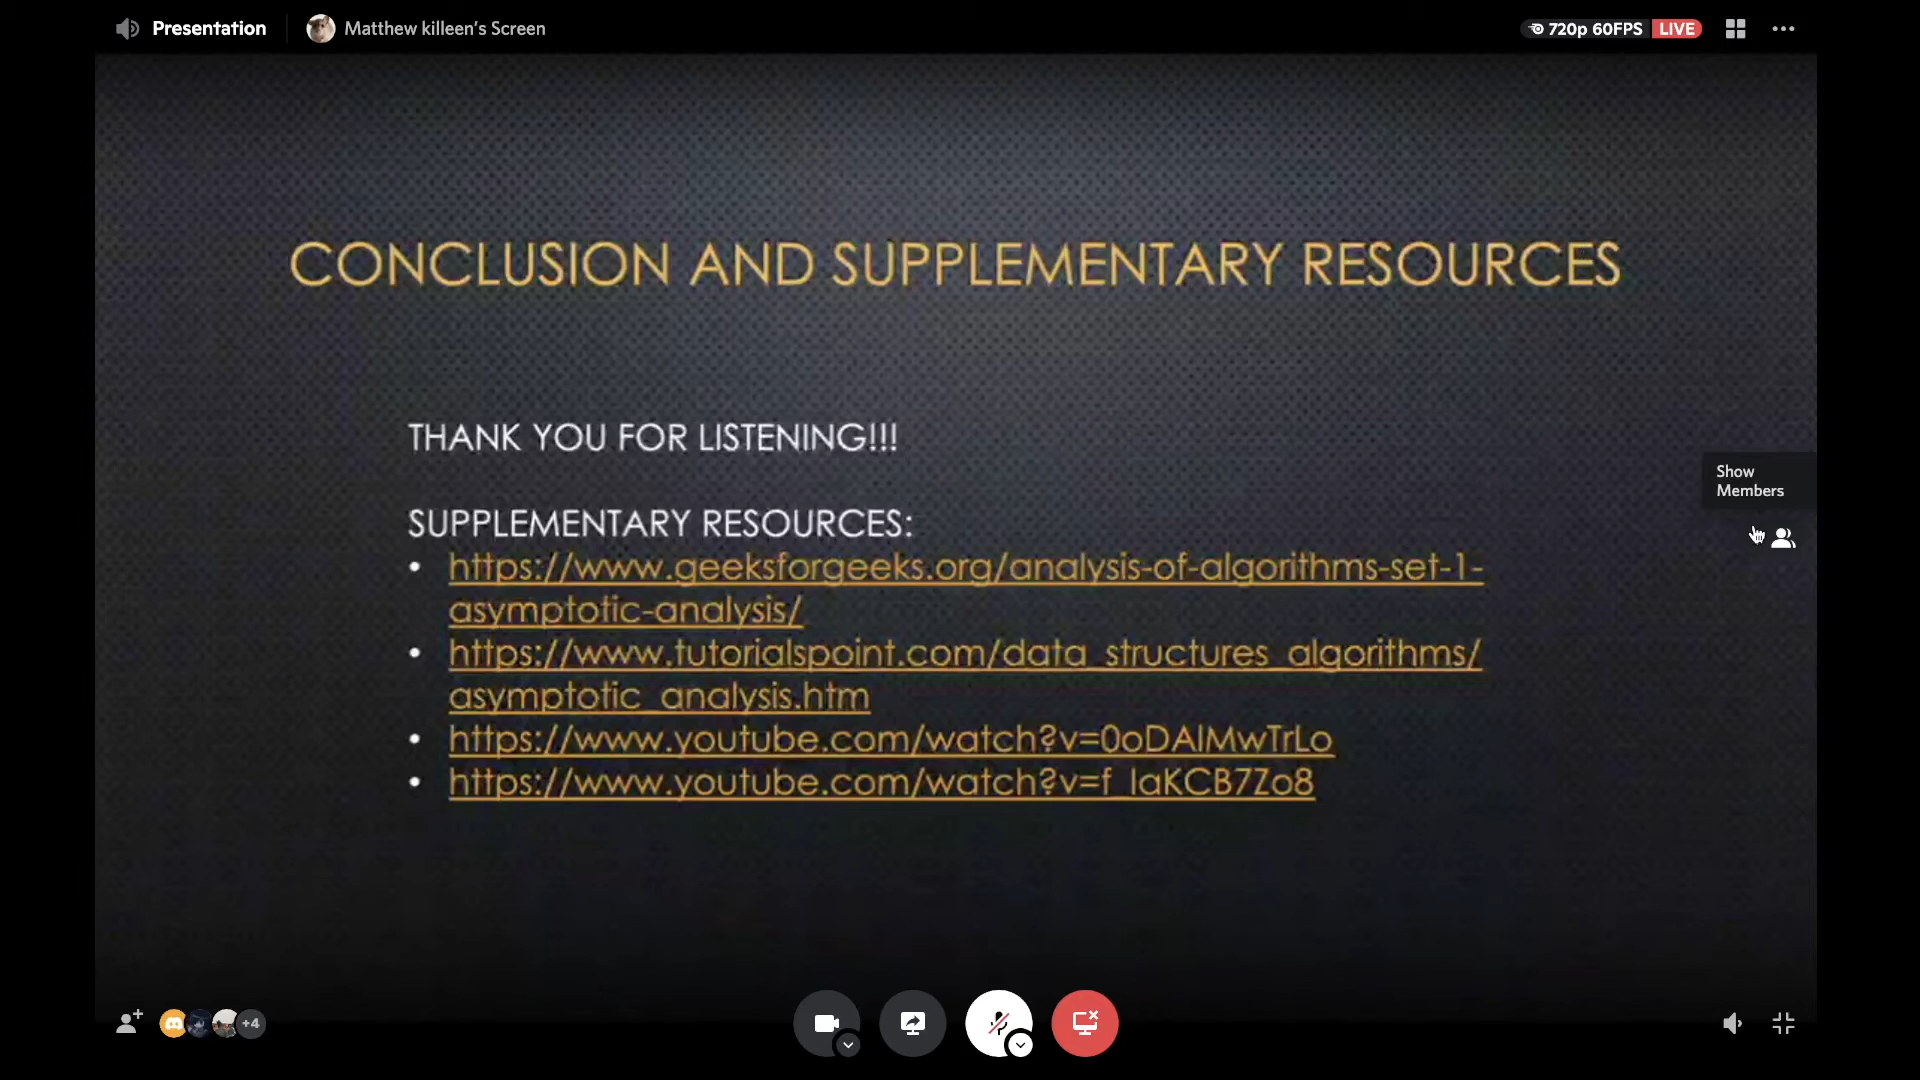 Presentation
Matthew killeen's Screen
720p 60FPS
LIVE
CONCLUSION AND SUPPLEMENTARY RESOURCES
THANK YOU FOR LISTENING!!!
Show
Members
SUPPLEMENTARY RESOURCES:
• https://www.geeksforgeeks.org/analysis-of-algorithms-set-1-
asymptotic-analysis/
• https://www.tutorialspoint.com/data_structures_algorithms/
asymptotic_analysis.htm
• https://www.youtube.com/watch?v=0oDAlMwTrLo
• https://www.youtube.com/watch?v=f_IaKCB7Zo8
+4